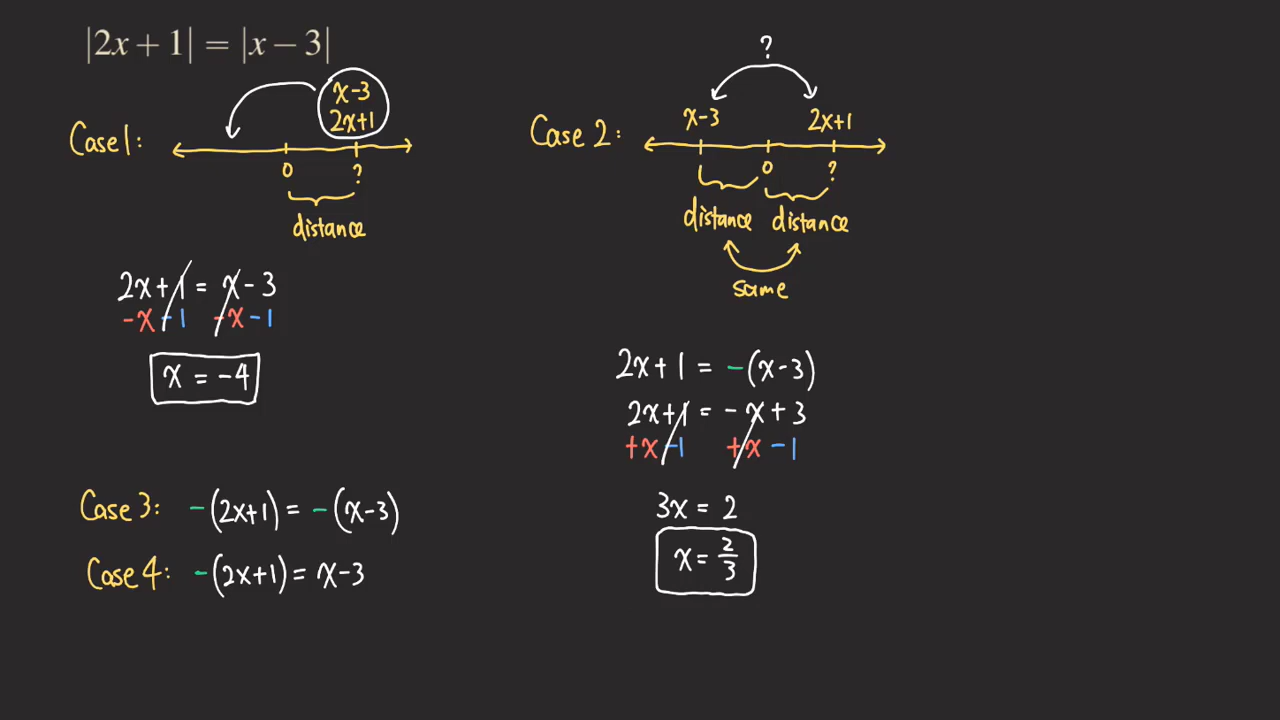 |2x + 1| = |x − 3|
Case 1:
x-3
2x+1
0 ?
distance
2x+1 = x-3
-x -1 -x -1
x = -4
Case 2:
?
x-3 2x+1
0 ?
distance distance
same
2x+1 = -(x-3)
2x+1 = -x+3
+x -1 +x -1
3x = 2
x = 2/3
Case 3: -(2x+1) = -(x-3)
Case 4: -(2x+1) = x-3